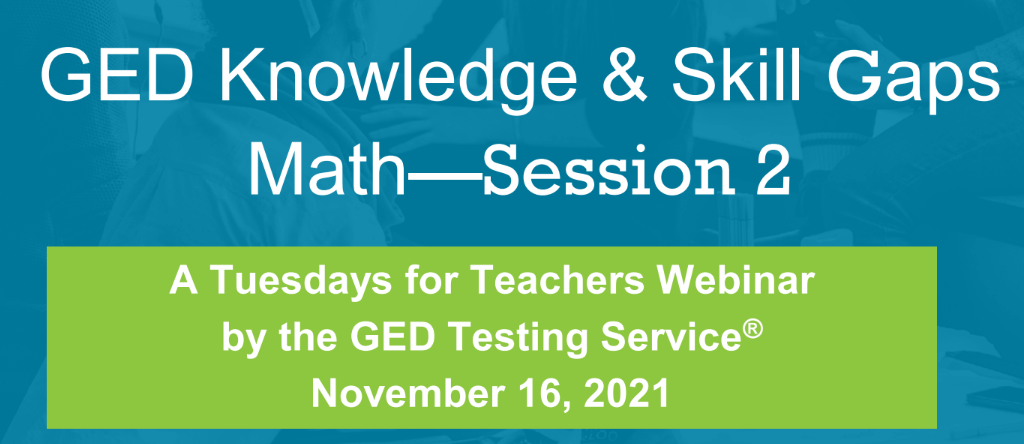 GED Knowledge & Skill Gaps
Math—Session 2
A Tuesdays for Teachers Webinar
by the GED Testing Service®
November 16, 2021